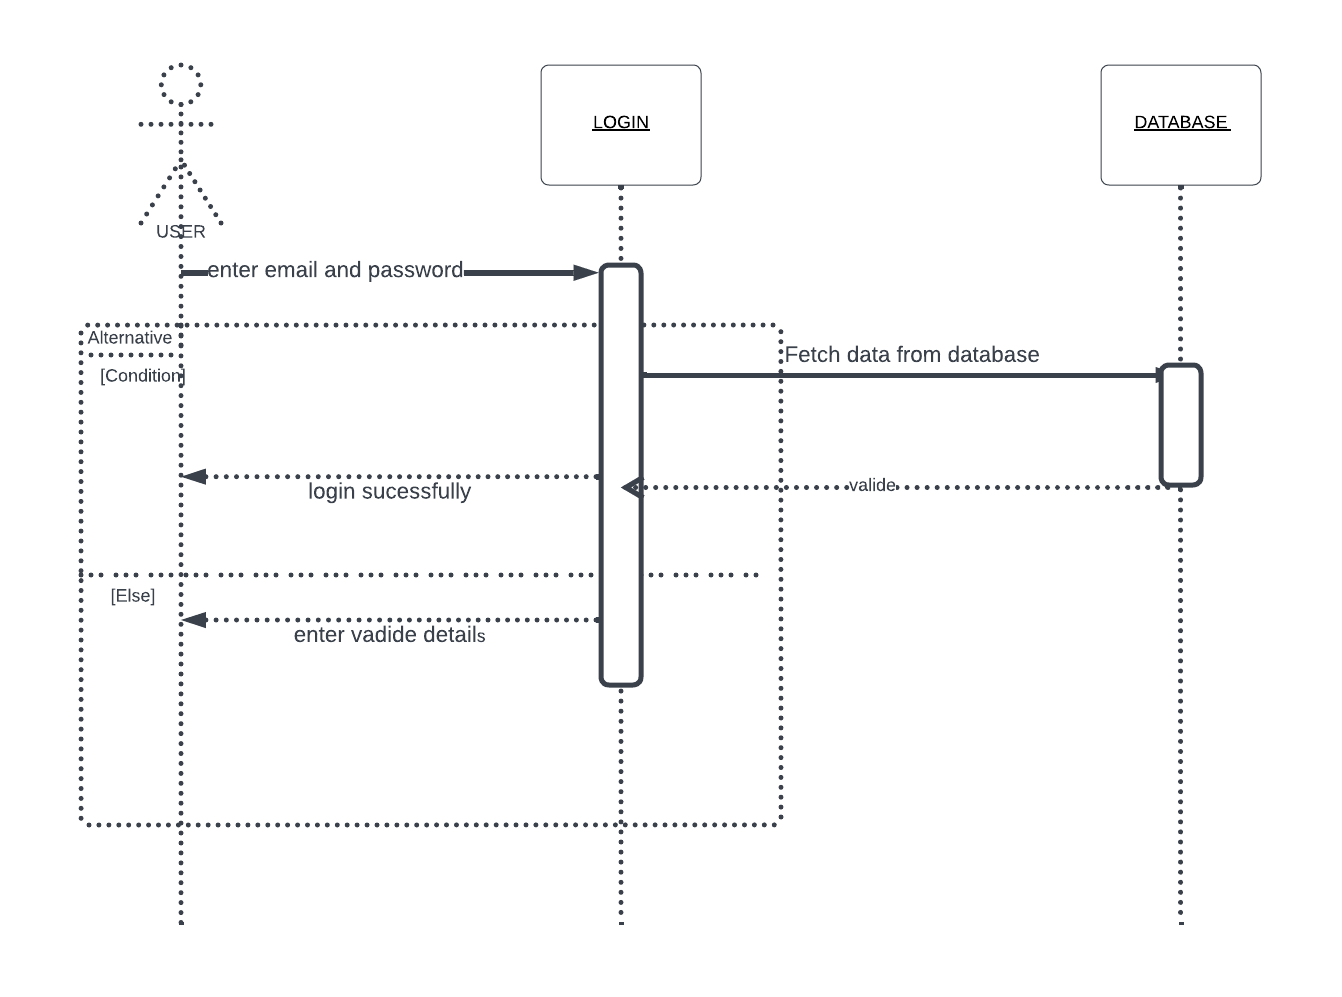 LOGIN
DATABASE
USER
enter email and password
Alternative
Fetch data from database
[Condition]
login sucessfully
valide
[Else]
enter vadide details